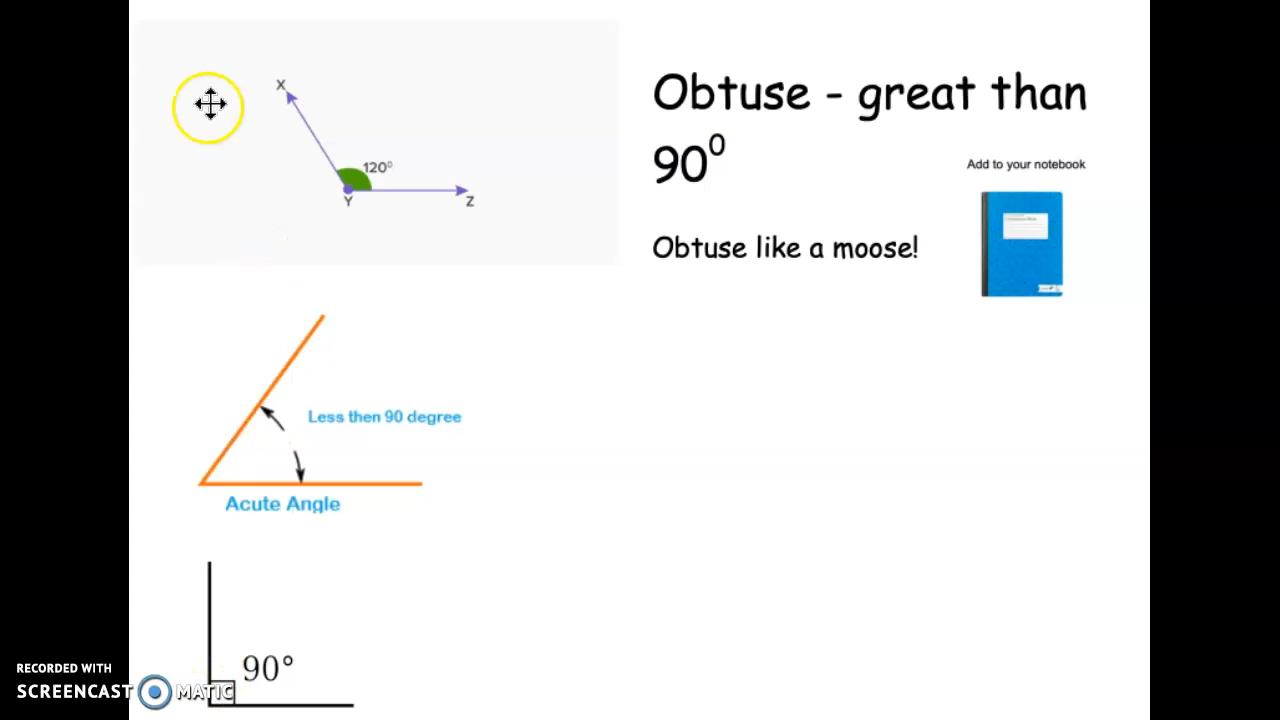 X
120⁰
Y
Z
Obtuse - great than
90⁰
Add to your notebook
Obtuse like a moose!
Less then 90 degree
Acute Angle
90°
RECORDED WITH
SCREENCAST MATIC